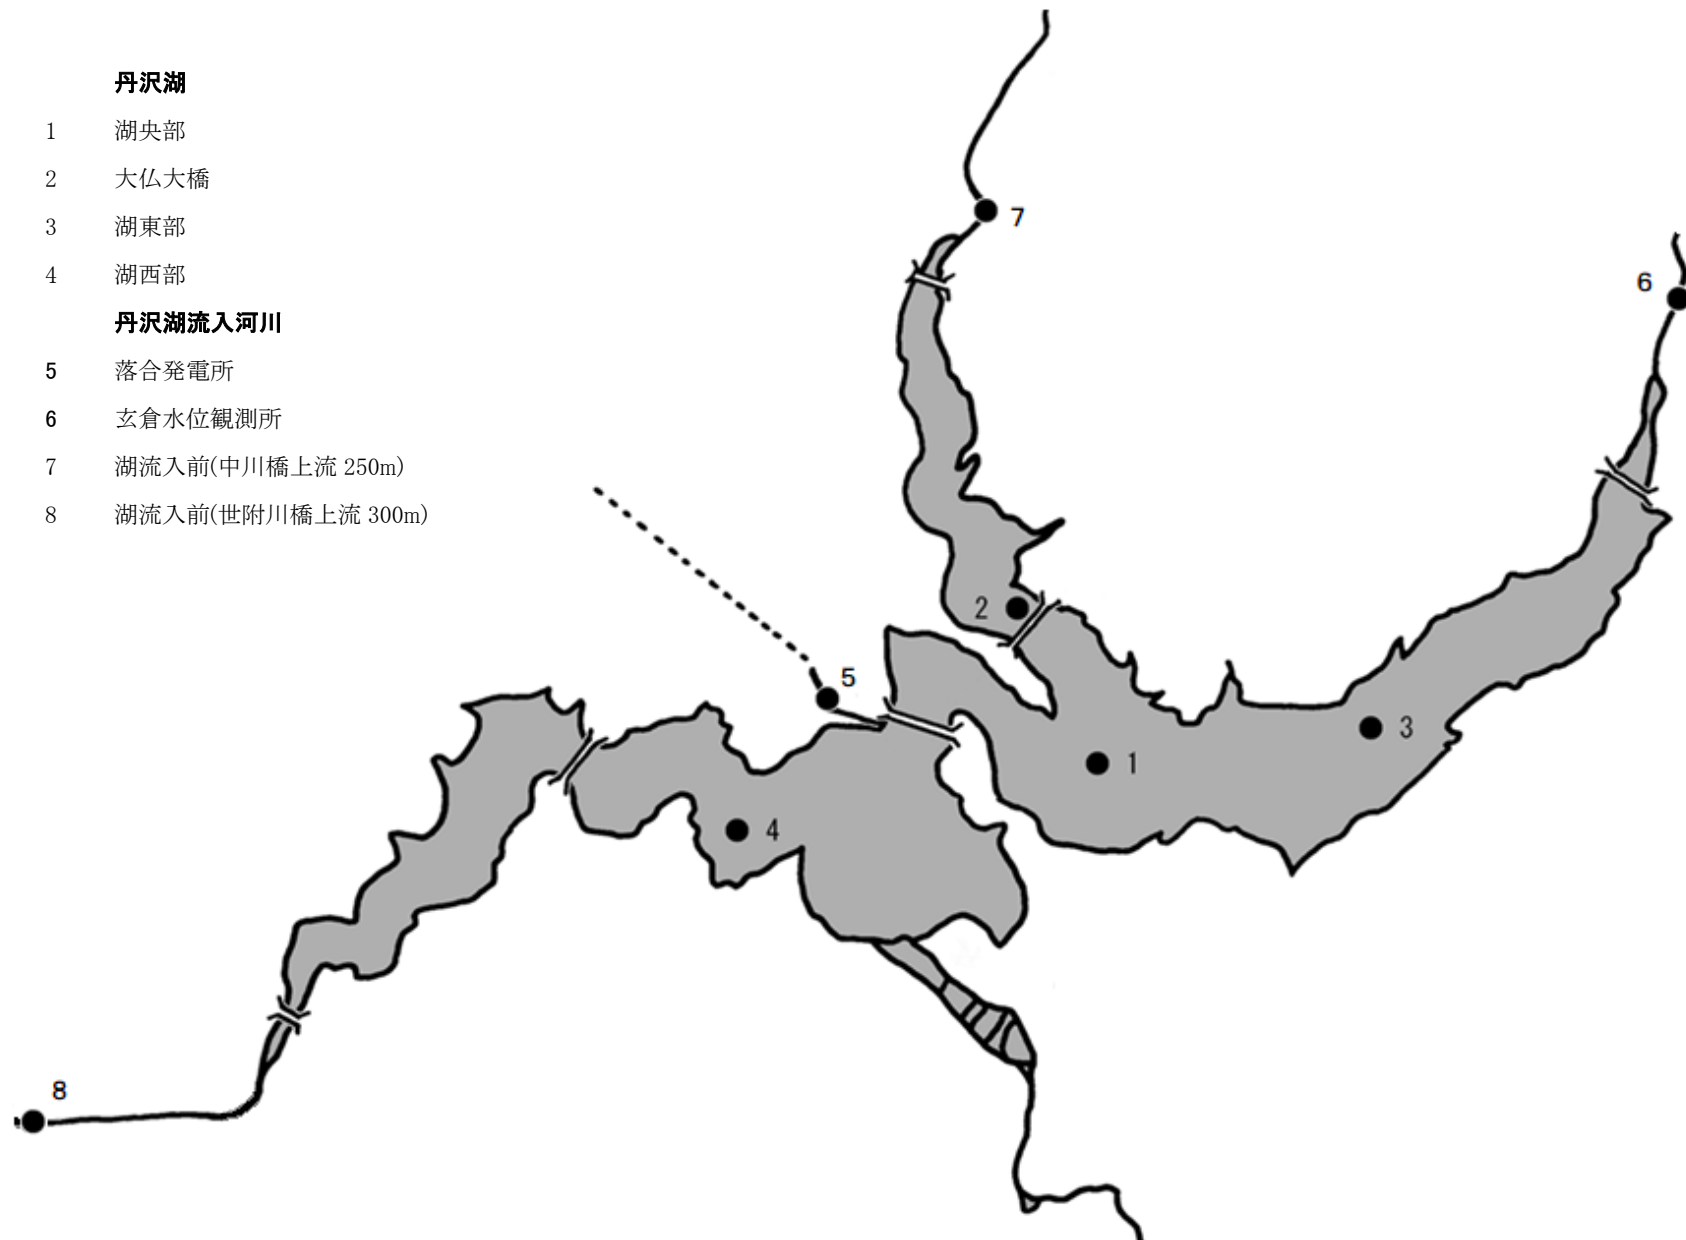 丹沢湖
1 湖央部
2 大仏大橋
3 湖東部
4 湖西部
丹沢湖流入河川
5 落合発電所
6 玄倉水位観測所
7 湖流入前(中川橋上流 250m)
8 湖流入前(世附川橋上流 300m)
7
6
2
5
3
1
4
8